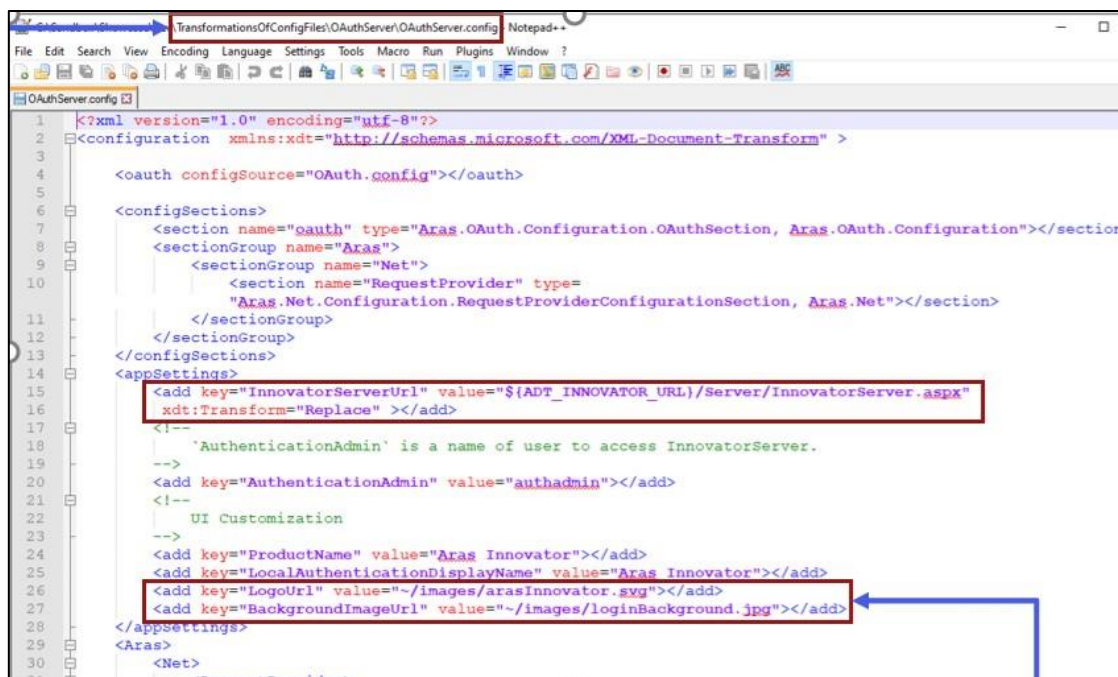 \TransformationsOfConfigFiles\OAuthServer\OAuthServer.config - Notepad++
File Edit Search View Encoding Language Settings Tools Macro Run Plugins Window ?
ABC
OAuthServer.config
1 <?xml version="1.0" encoding="utf-8"?>
2 <configuration xmlns:xdt="http://schemas.microsoft.com/XML-Document-Transform" >
3
4 <oauth configSource="OAuth.config"></oauth>
5
6 <configSections>
7 <section name="oauth" type="Aras.OAuth.Configuration.OAuthSection, Aras.OAuth.Configuration"></section
8 <sectionGroup name="Aras">
9 <sectionGroup name="Net">
10 <section name="RequestProvider" type=
"Aras.Net.Configuration.RequestProviderConfigurationSection, Aras.Net"></section>
11 </sectionGroup>
12 </sectionGroup>
13 </configSections>
14 <appSettings>
15 <add key="InnovatorServerUrl" value="${ADT_INNOVATOR_URL}/Server/InnovatorServer.aspx"
16 xdt:Transform="Replace" ></add>
17 <!--
18 `AuthenticationAdmin` is a name of user to access InnovatorServer.
19 -->
20 <add key="AuthenticationAdmin" value="authadmin"></add>
21 <!--
22 UI Customization
23 -->
24 <add key="ProductName" value="Aras Innovator"></add>
25 <add key="LocalAuthenticationDisplayName" value="Aras Innovator"></add>
26 <add key="LogoUrl" value="~/images/arasInnovator.svg"></add>
27 <add key="BackgroundImageUrl" value="~/images/loginBackground.jpg"></add>
28 </appSettings>
29 <Aras>
30 <Net>